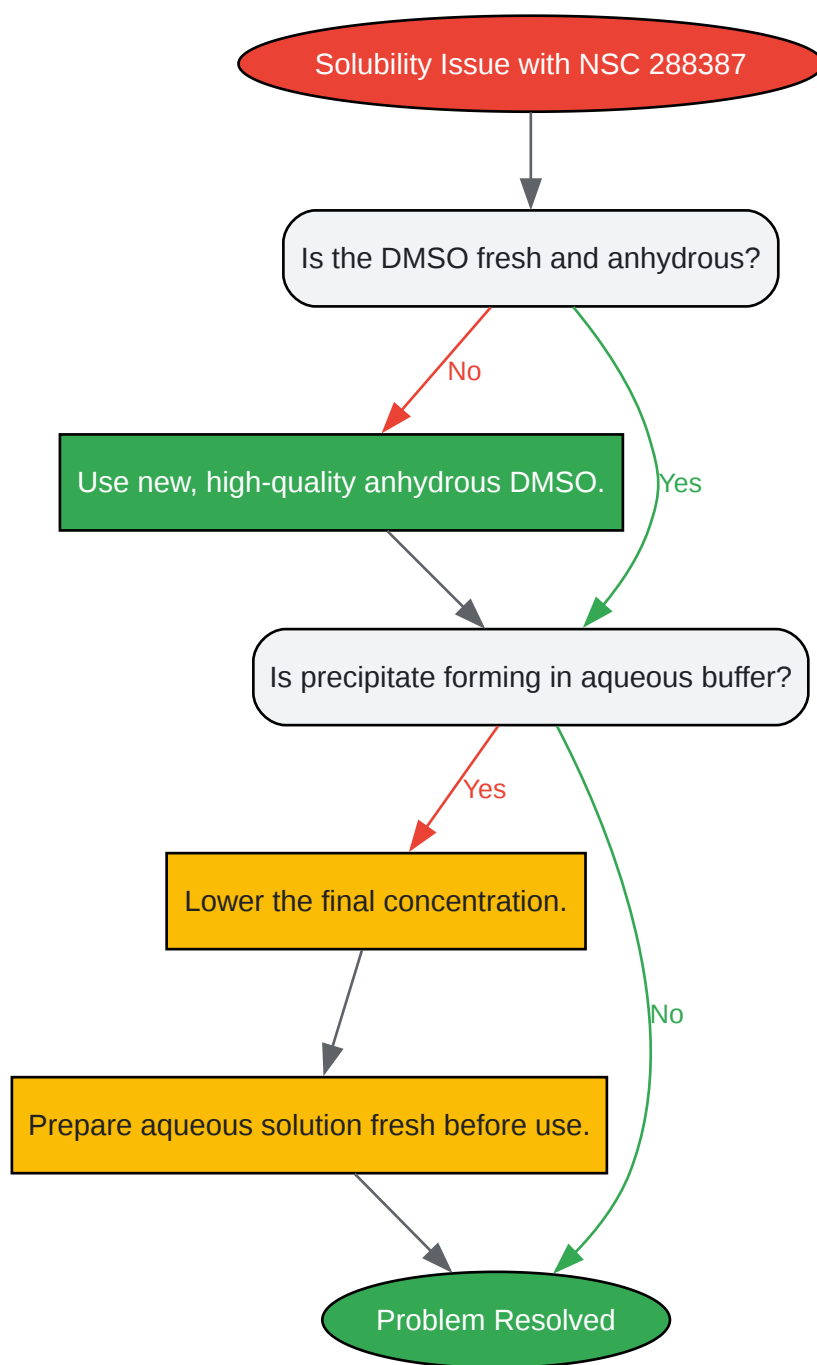 Solubility Issue with NSC 288387
Is the DMSO fresh and anhydrous?
No
Use new, high-quality anhydrous DMSO.
Yes
Is precipitate forming in aqueous buffer?
Yes
Lower the final concentration.
No
Prepare aqueous solution fresh before use.
Problem Resolved